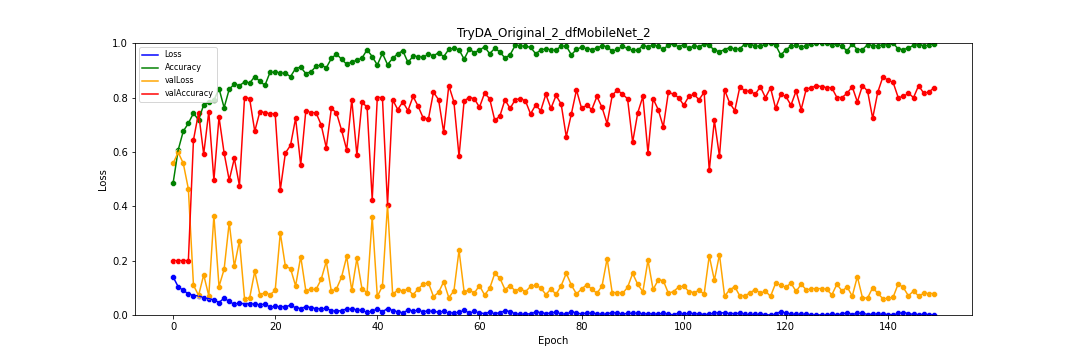 TryDA_Original_2_dfMobileNet_2
Loss
Accuracy
valLoss
valAccuracy
1.0
0.8
0.6
0.4
0.2
0.0
Loss
0 20 40 60 80 100 120 140
Epoch